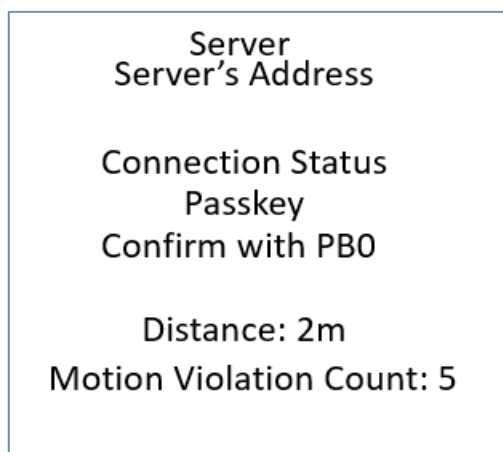 Server
Server’s Address
Connection Status
Passkey
Confirm with PB0
Distance: 2m
Motion Violation Count: 5